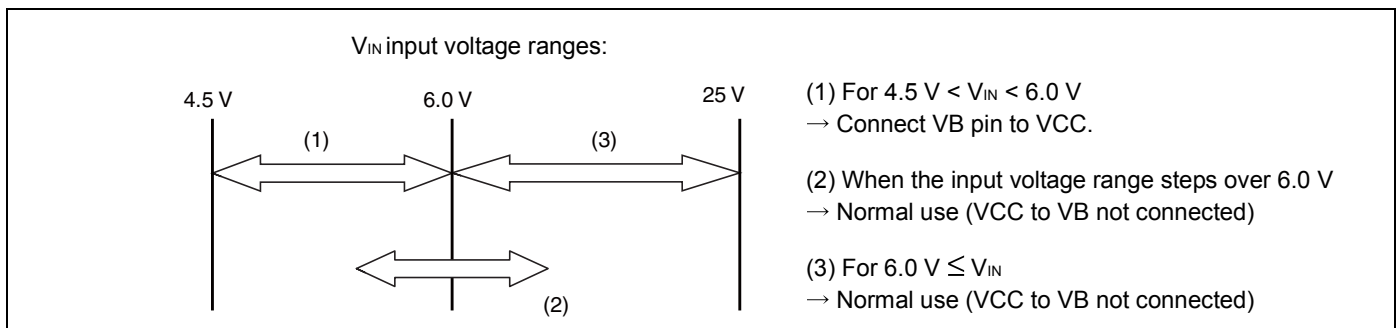 VIN input voltage ranges:
4.5 V
6.0 V
25 V
(1)
(3)
(2)
(1) For 4.5 V < VIN < 6.0 V
→ Connect VB pin to VCC.
(2) When the input voltage range steps over 6.0 V
→ Normal use (VCC to VB not connected)
(3) For 6.0 V ≤ VIN
→ Normal use (VCC to VB not connected)